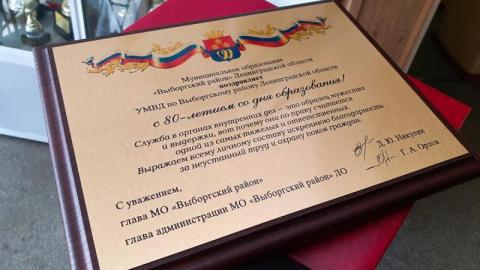 Муниципальное образование
«Выборгский район» Ленинградской области
поздравляет
УМВД по Выборгскому району Ленинградской области
с 80-летием со дня образования!
Служба в органах внутренних дел – это образец мужества
и выдержки, вот почему она по праву считается
одной из самых тяжелых и ответственных.
Выражаем всему личному составу искреннюю благодарность
за неустанный труд и охрану покоя граждан.
С уважением,
глава МО «Выборгский район» Д. Ю. Никулин
глава администрации МО «Выборгский район» ЛО Г. А. Орлов